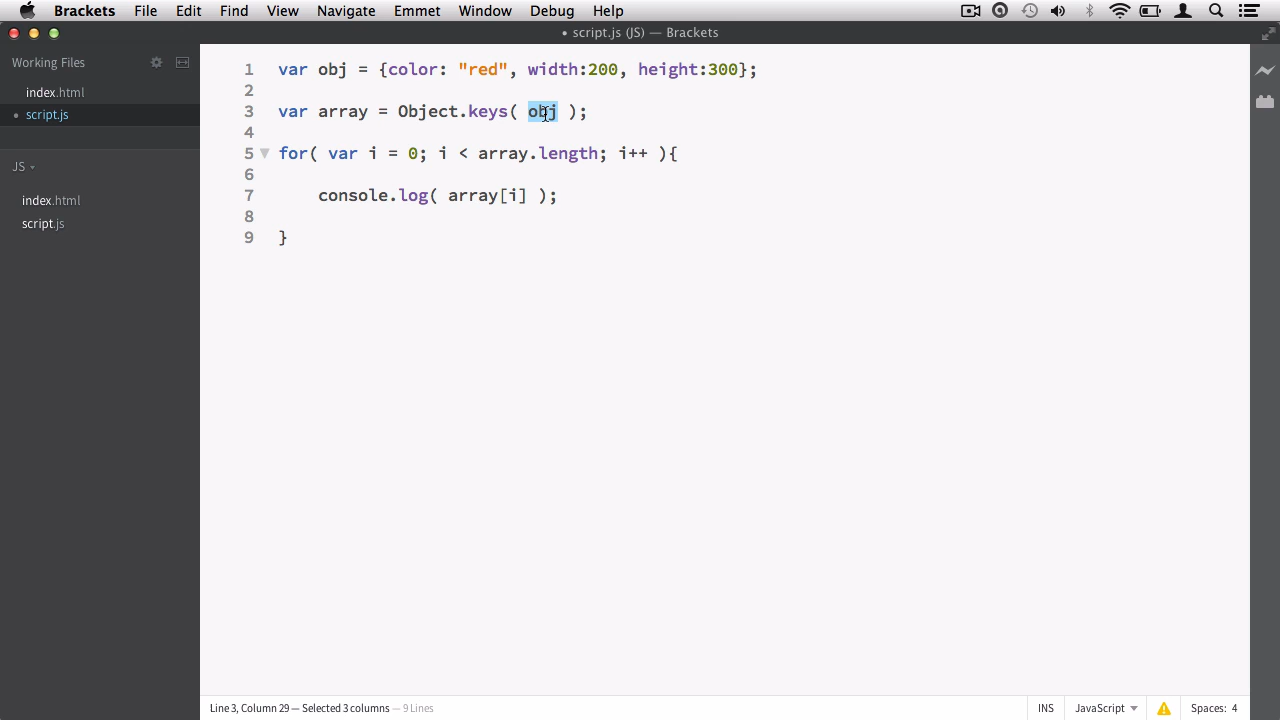 Brackets File Edit Find View Navigate Emmet Window Debug Help
• script.js (JS) — Brackets
Working Files
index.html
• script.js
JS
index.html
script.js
1 var obj = {color: "red", width:200, height:300};
2
3 var array = Object.keys( obj );
4
5 for( var i = 0; i < array.length; i++ ){
6
7 console.log( array[i] );
8
9 }
Line 3, Column 29 — Selected 3 columns — 9 Lines INS JavaScript Spaces: 4